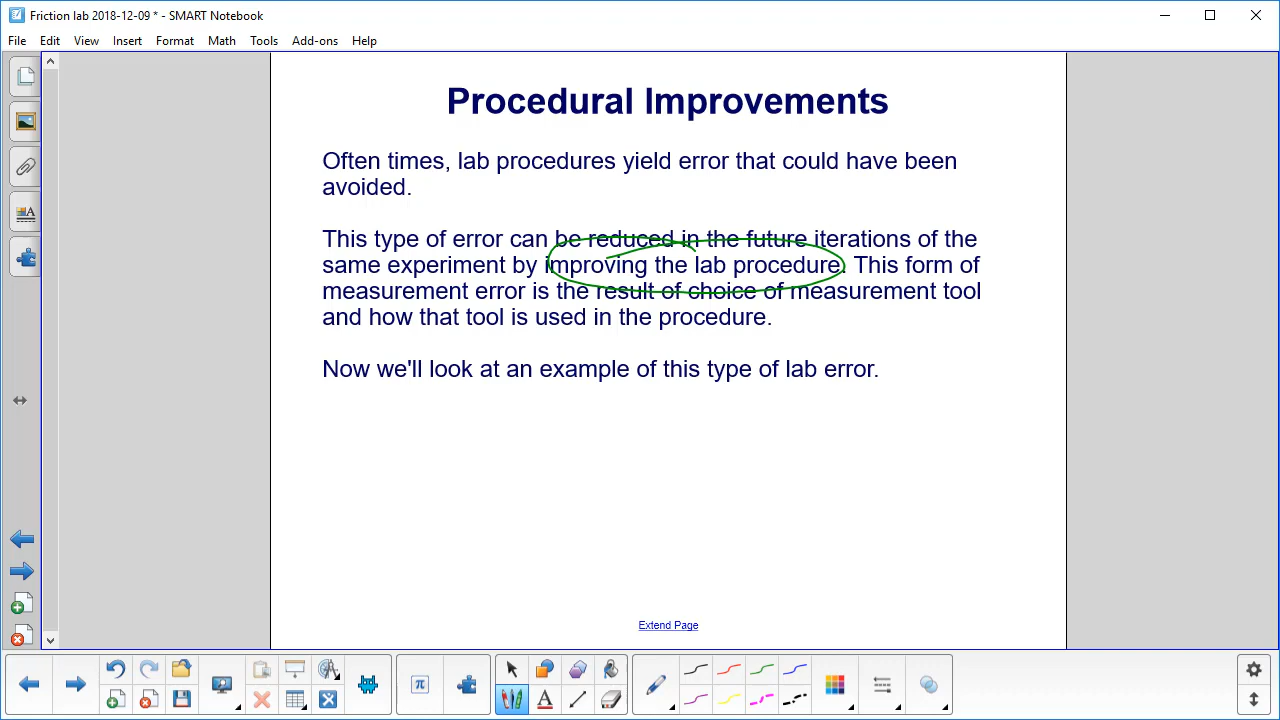 Friction lab 2018-12-09 * - SMART Notebook
File Edit View Insert Format Math Tools Add-ons Help
Procedural Improvements
Often times, lab procedures yield error that could have been
avoided.
This type of error can be reduced in the future iterations of the
same experiment by improving the lab procedure. This form of
measurement error is the result of choice of measurement tool
and how that tool is used in the procedure.
Now we'll look at an example of this type of lab error.
Extend Page